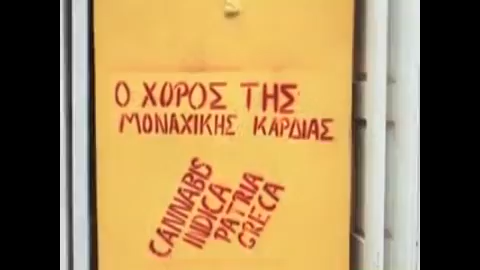 Ο ΧΟΡΟΣ ΤΗΣ
ΜΟΝΑΧΙΚΗΣ ΚΑΡΔΙΑΣ
CANNABIS
INDICA
PATRIA
GRECA